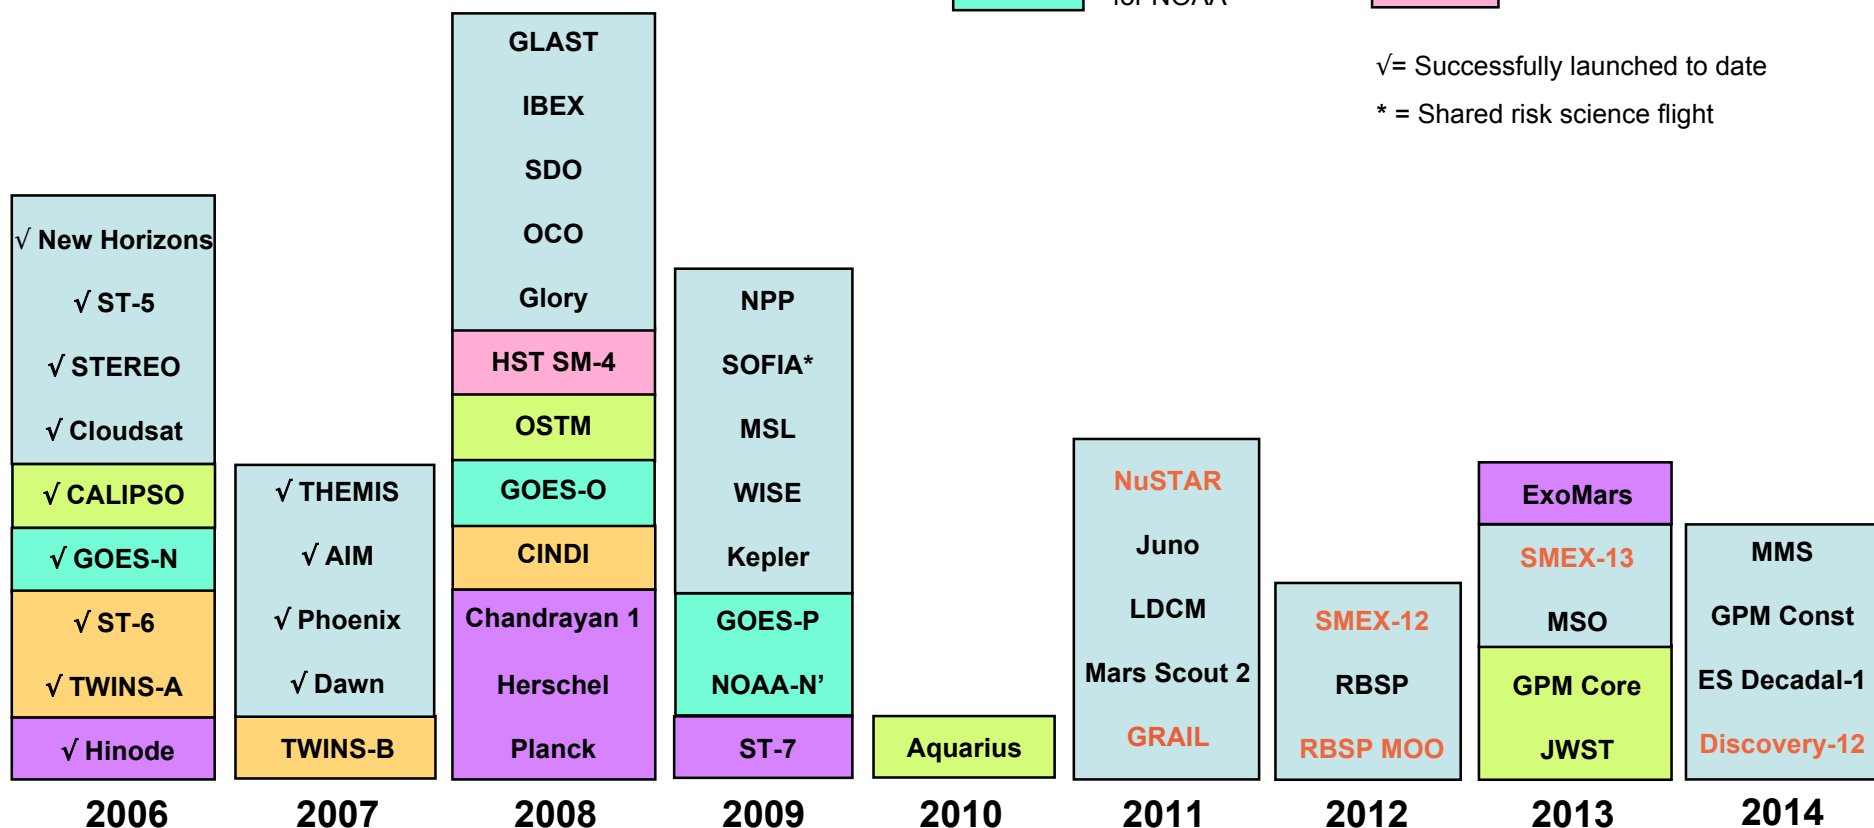 for NOAA
√= Successfully launched to date
* = Shared risk science flight
√ New Horizons
√ ST-5
√ STEREO
√ Cloudsat
√ CALIPSO
√ GOES-N
√ ST-6
√ TWINS-A
√ Hinode
2006
√ THEMIS
√ AIM
√ Phoenix
√ Dawn
TWINS-B
2007
GLAST
IBEX
SDO
OCO
Glory
HST SM-4
OSTM
GOES-O
CINDI
Chandrayan 1
Herschel
Planck
2008
NPP
SOFIA*
MSL
WISE
Kepler
GOES-P
NOAA-N’
ST-7
2009
Aquarius
2010
NuSTAR
Juno
LDCM
Mars Scout 2
GRAIL
2011
SMEX-12
RBSP
RBSP MOO
2012
ExoMars
SMEX-13
MSO
GPM Core
JWST
2013
MMS
GPM Const
ES Decadal-1
Discovery-12
2014